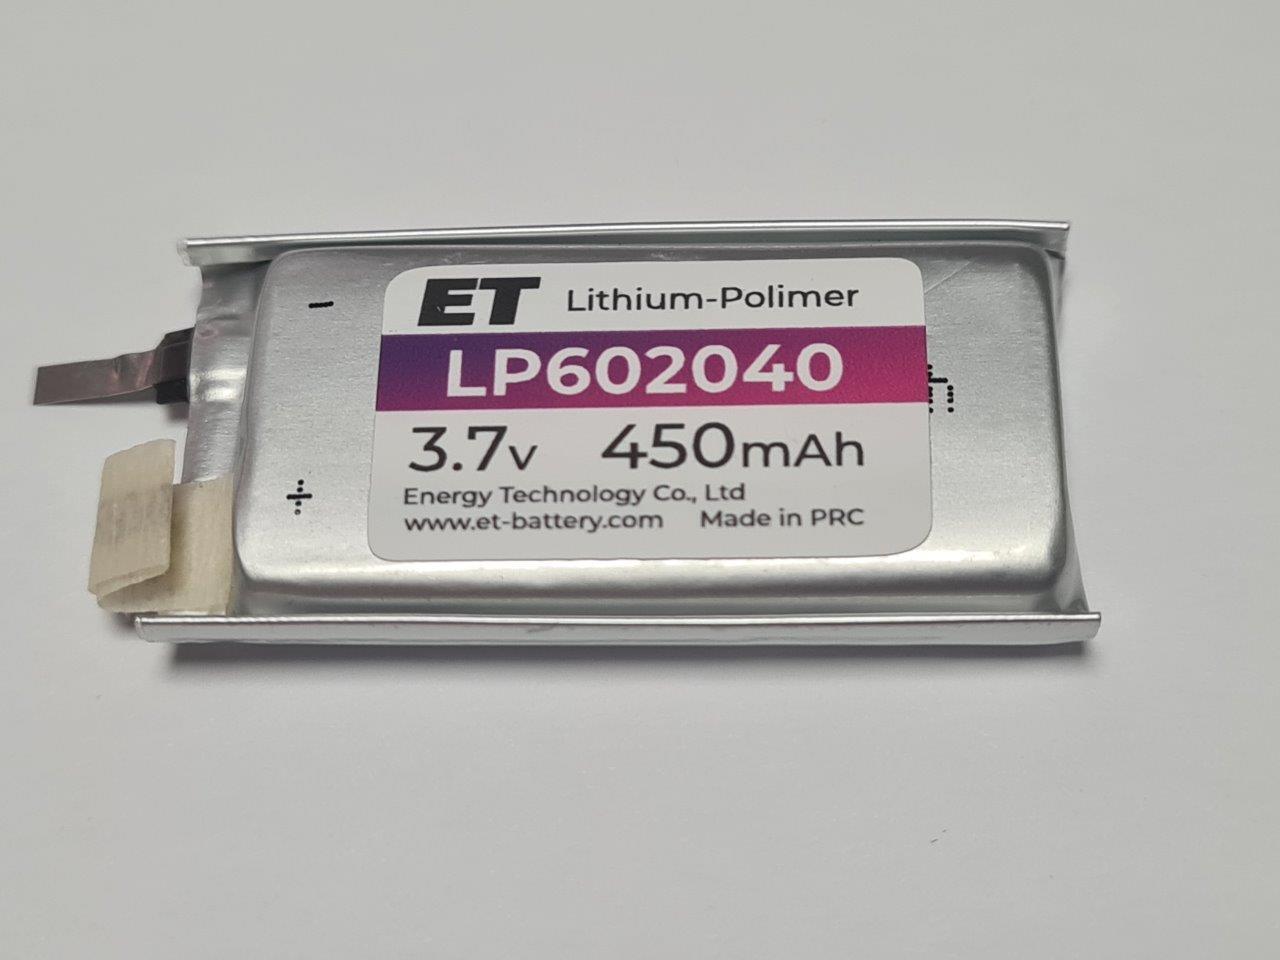 ET Lithium-Polimer
LP602040
3.7v 450mAh
Energy Technology Co., Ltd
www.et-battery.com Made in PRC
-
+